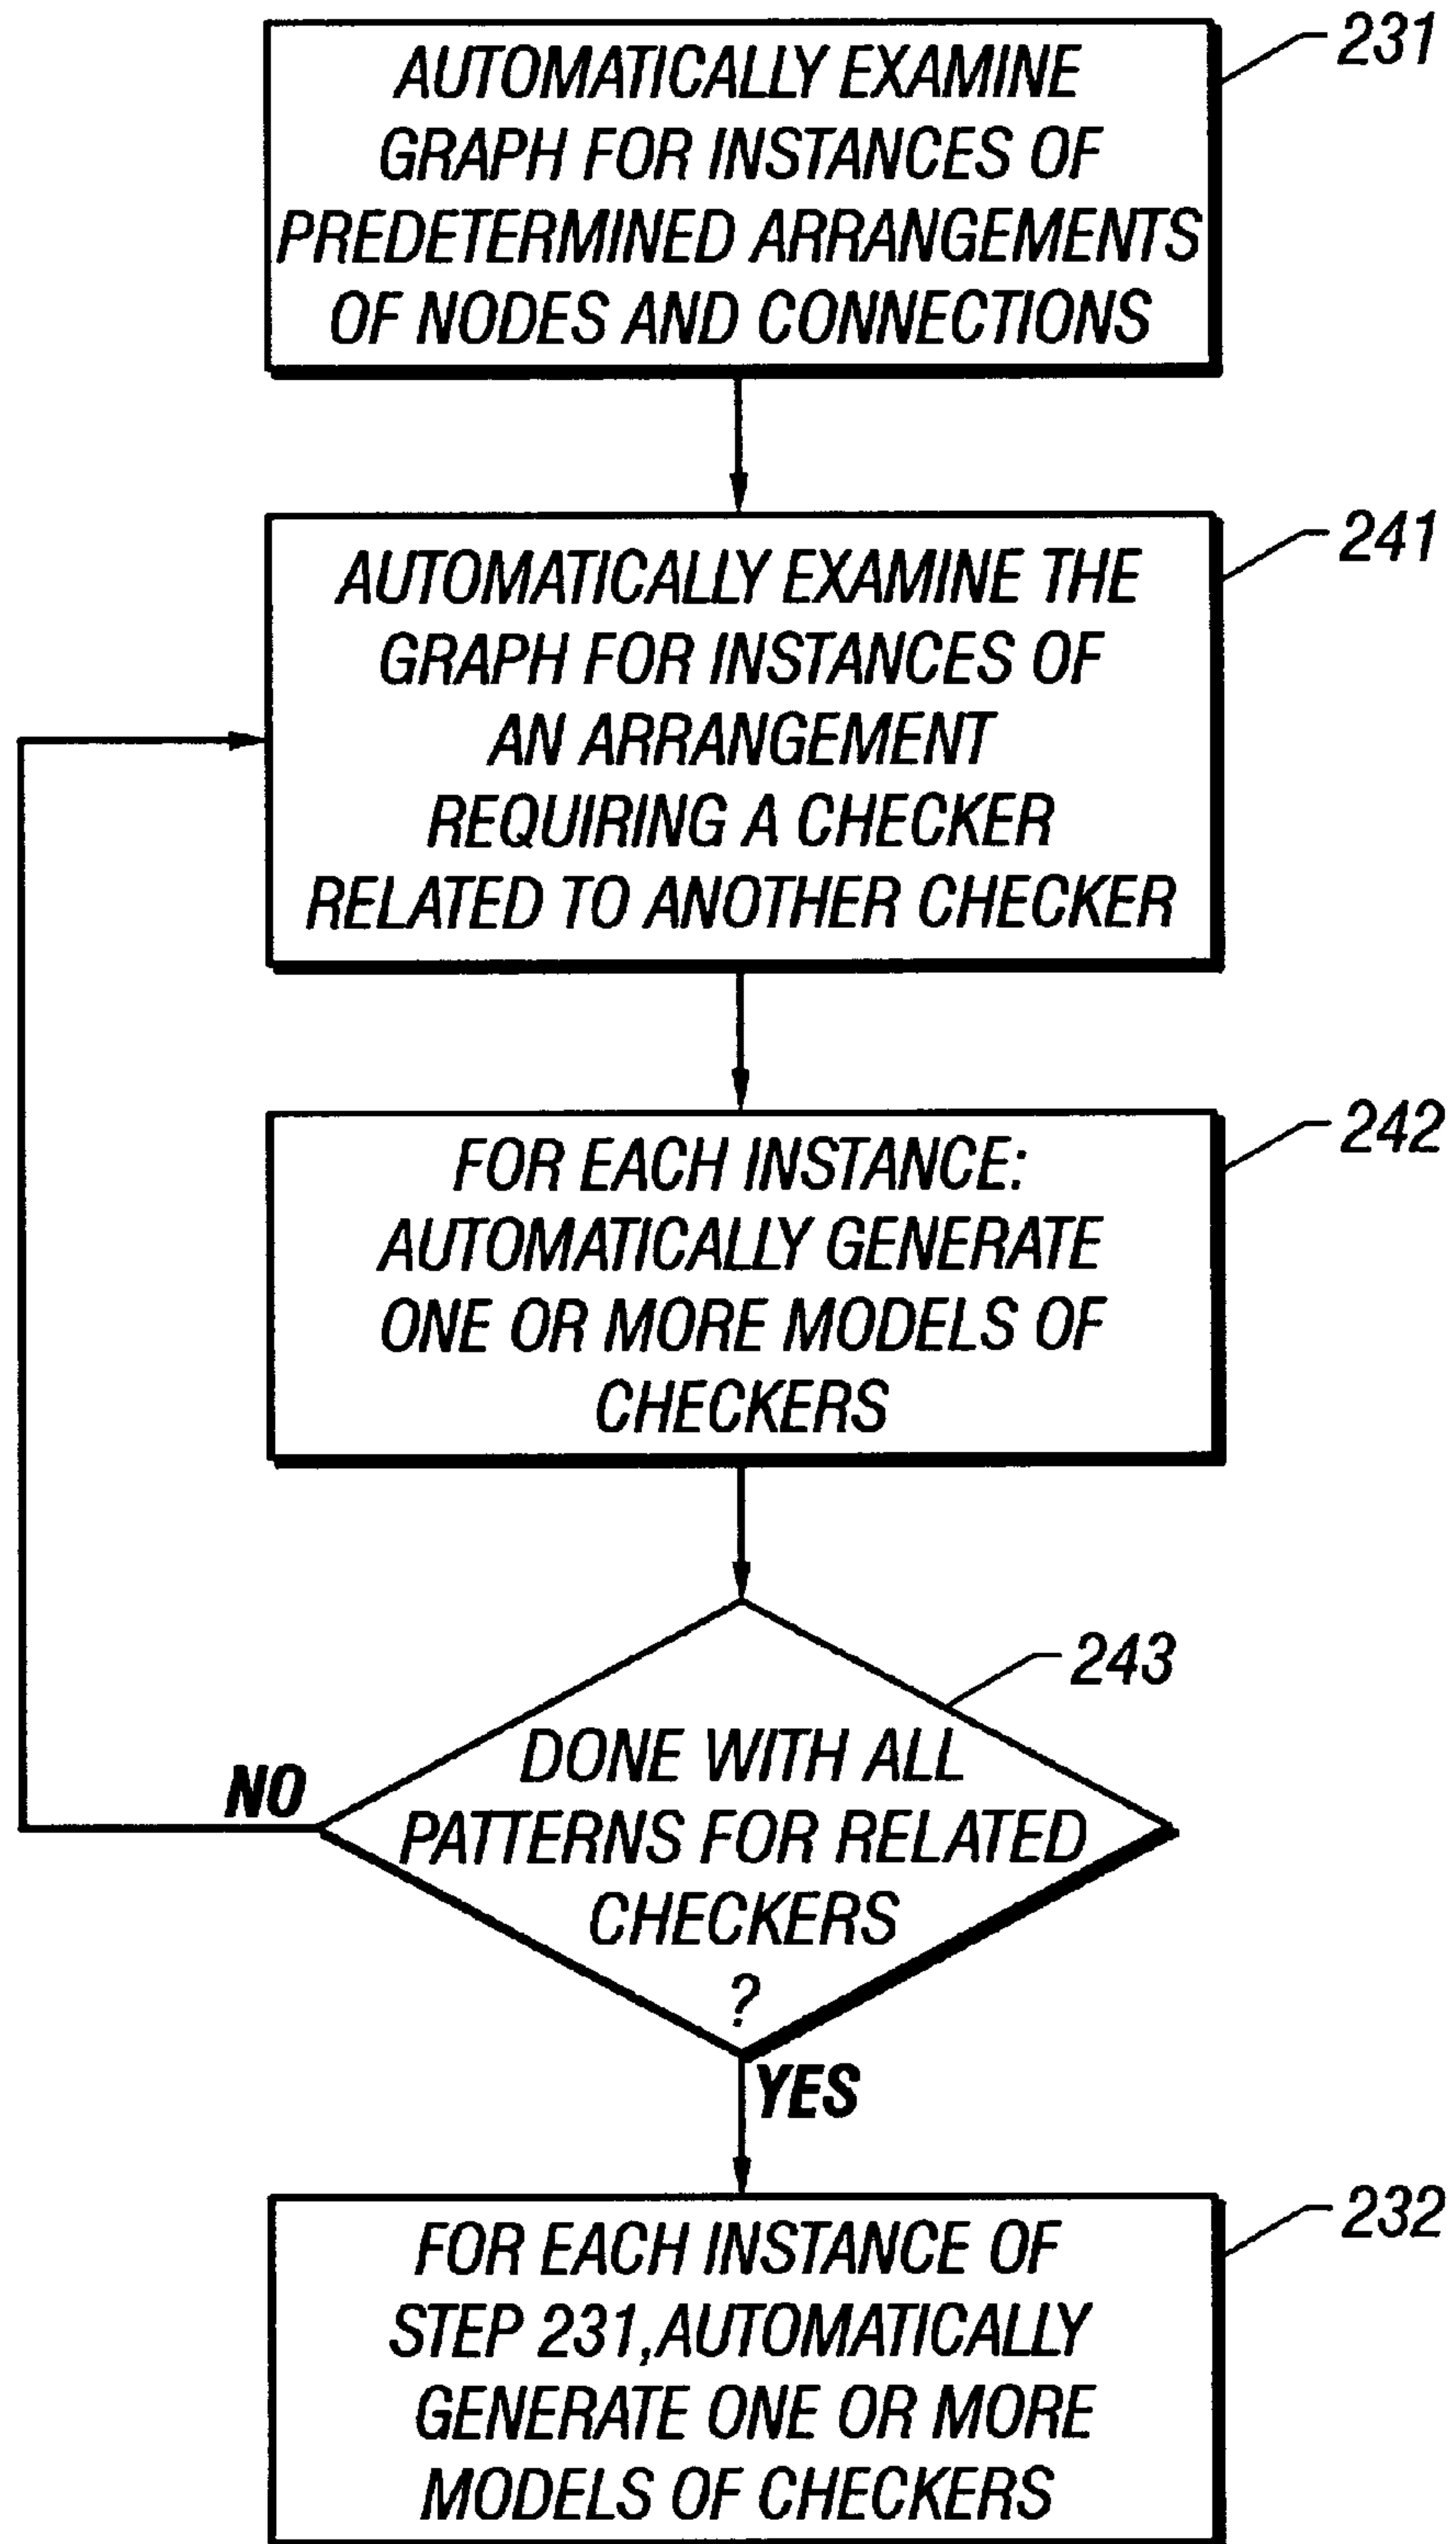 231
AUTOMATICALLY EXAMINE
GRAPH FOR INSTANCES OF
PREDETERMINED ARRANGEMENTS
OF NODES AND CONNECTIONS
241
AUTOMATICALLY EXAMINE THE
GRAPH FOR INSTANCES OF
AN ARRANGEMENT
REQUIRING A CHECKER
RELATED TO ANOTHER CHECKER
242
FOR EACH INSTANCE:
AUTOMATICALLY GENERATE
ONE OR MORE MODELS OF
CHECKERS
243
DONE WITH ALL
PATTERNS FOR RELATED
CHECKERS
?
NO
YES
232
FOR EACH INSTANCE OF
STEP 231, AUTOMATICALLY
GENERATE ONE OR MORE
MODELS OF CHECKERS